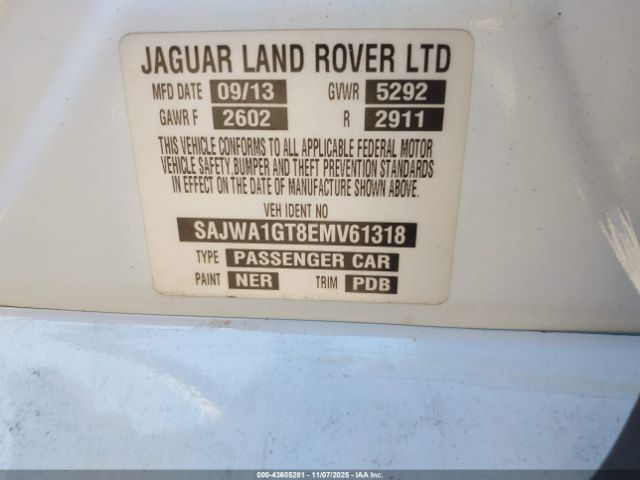 JAGUAR LAND ROVER LTD
MFD DATE 09/13 GVWR 5292
GAWR F 2602 R 2911
THIS VEHICLE CONFORMS TO ALL APPLICABLE FEDERAL MOTOR
VEHICLE SAFETY,BUMPER AND THEFT PREVENTION STANDARDS
IN EFFECT ON THE DATE OF MANUFACTURE SHOWN ABOVE.
VEH IDENT NO
SAJWA1GT8EMV61318
TYPE PASSENGER CAR
PAINT NER TRIM PDB
© IAA - 43605281 - 11/07/2025 - IAAI.com